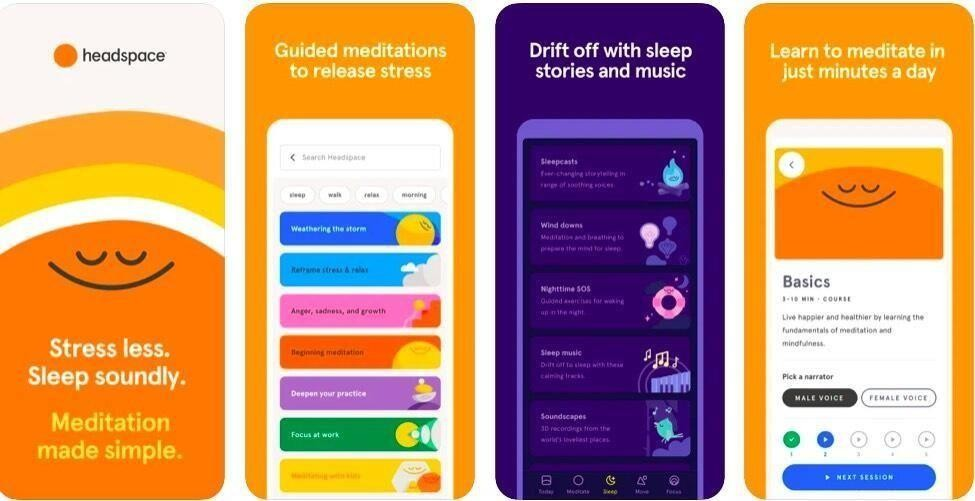 headspace
Stress less.
Sleep soundly.
Meditation
made simple.
Guided meditations
to release stress
Search Headspace
sleep
walk
relax
morning
Weathering the storm
Reframe stress & relax
Anger, sadness, and growth
Beginning meditation
Deepen your practice
Focus at work
Meditating with kids
Drift off with sleep
stories and music
Sleepcasts
Ever-changing storytelling in
range of soothing voices.
Wind downs
Meditation and breathing to
prepare the mind for sleep.
Nighttime SOS
Guided exercises for waking
up in the night.
Sleep music
Drift off to sleep with these
calming tracks.
Soundscapes
3D recordings from the
world's loveliest places.
Today
Meditate
Sleep
Move
Focus
Learn to meditate in
just minutes a day
Basics
3-10 MIN · COURSE
Live happier and healthier by learning the
fundamentals of meditation and
mindfulness.
Pick a narrator
MALE VOICE
FEMALE VOICE
1
2
3
4
5
NEXT SESSION